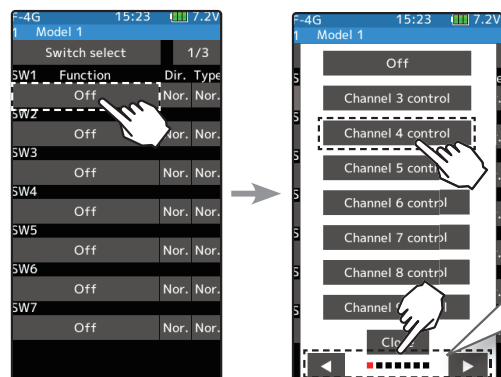 F-4G 15:23 7.2V
1 Model 1
Switch select 1/3
SW1 Function Dir. Type
Off Nor. Nor.
SW2
Off Nor. Nor.
SW3
Off Nor. Nor.
SW4
Off Nor. Nor.
SW5
Off Nor. Nor.
SW6
Off Nor. Nor.
SW7
Off Nor. Nor.
F-4G 15:23 7.2V
1 Model 1
Off
Channel 3 control
Channel 4 control
Channel 5 control
Channel 6 control
Channel 7 control
Channel 8 control
Channel